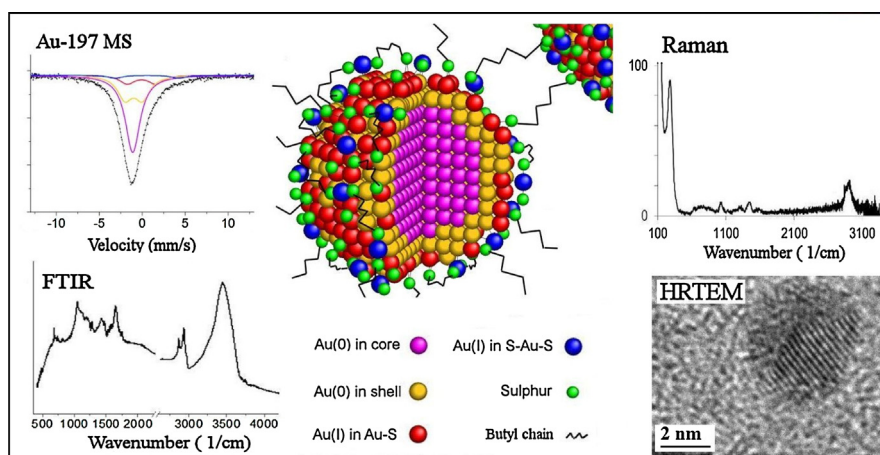 Au-197 MS
-10 -5 0 5 10
Velocity (mm/s)
FTIR
500 1000 1500 2000 2500 3000 3500 4000
Wavenumber ( 1/cm)
Au(0) in core
Au(0) in shell
Au(I) in Au-S
Au(I) in S-Au-S
Sulphur
Butyl chain
Raman
100
0
100 1100 2100 3100
Wavenumber ( 1/cm)
HRTEM
2 nm